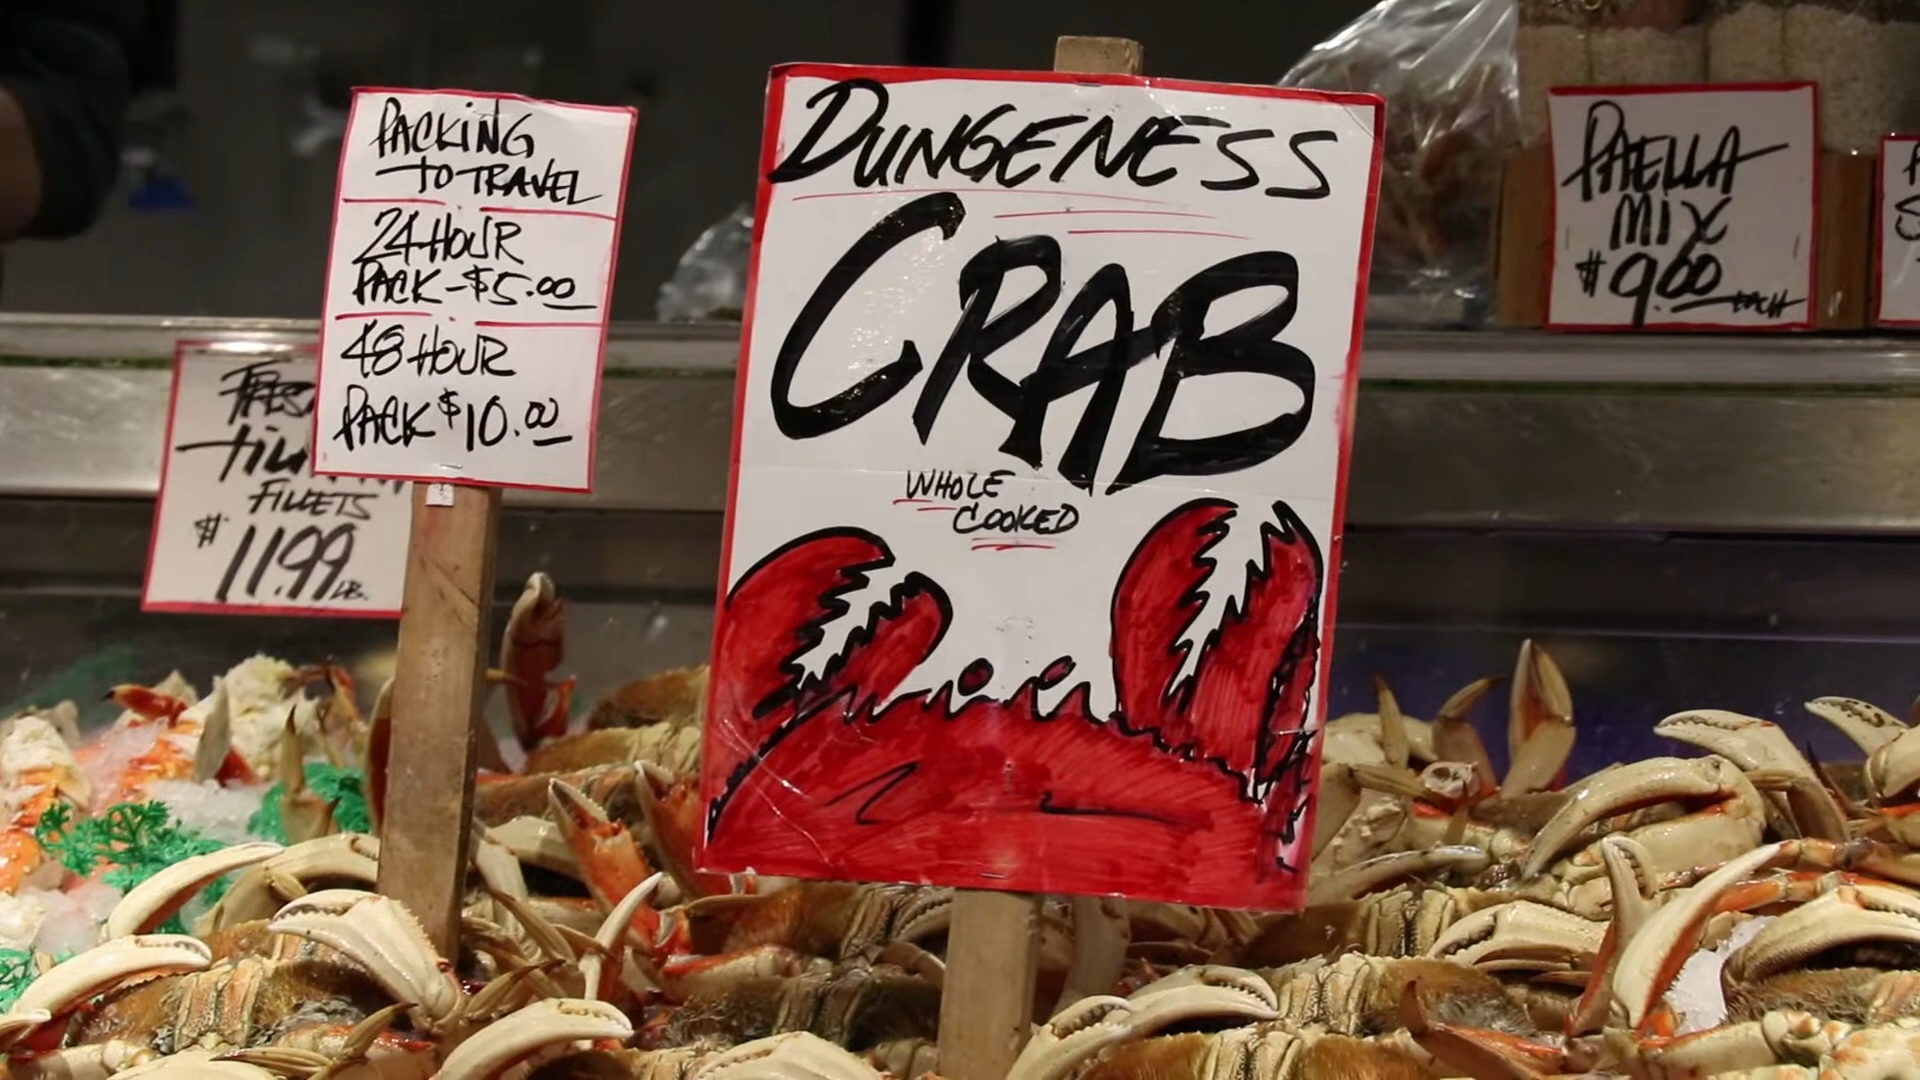 PACKING
TO TRAVEL
24 HOUR
PACK-$5.00
48 HOUR
PACK $10.00
FILLETS
$11.99 LB.
DUNGENESS
CRAB
WHOLE
COOKED
PAELLA
MIX
$9.00 EACH